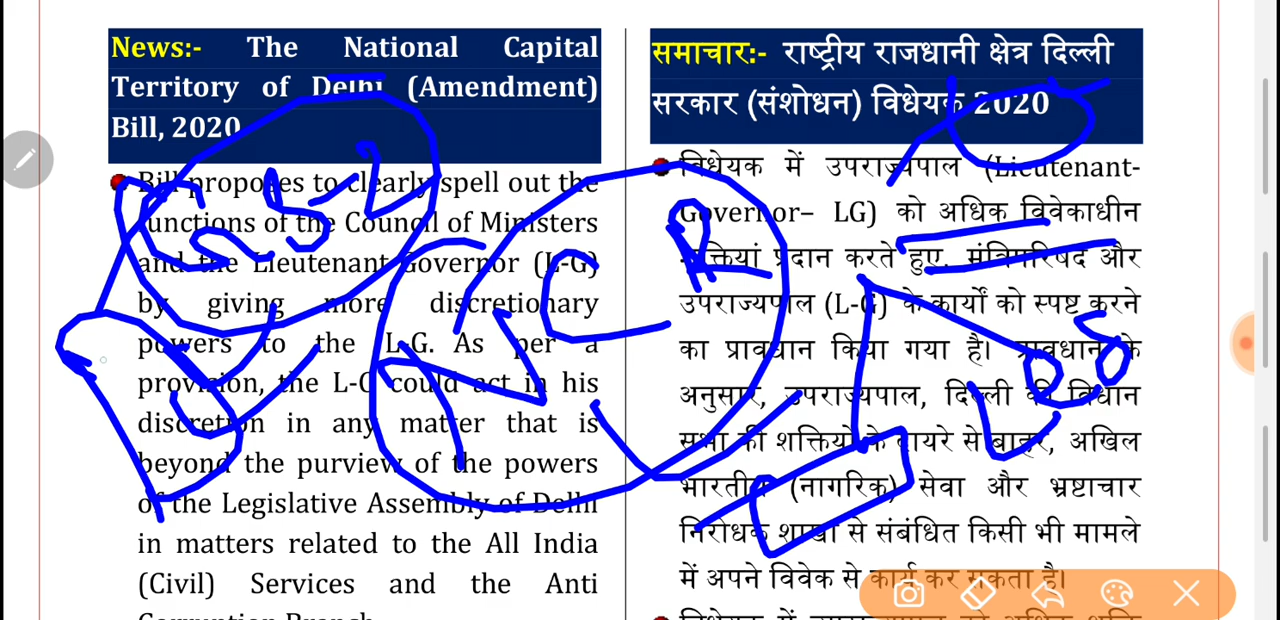 News:- The National Capital
Territory of Delhi (Amendment)
Bill, 2020
Bill proposes to clearly spell out the
functions of the Council of Ministers
and the Lieutenant Governor (L-G)
by giving more discretionary
powers to the L-G. As per a
provision, the L-G could act in his
discretion in any matter that is
beyond the purview of the powers
of the Legislative Assembly of Delhi
in matters related to the All India
(Civil) Services and the Anti
Corruption Branch
समाचार:- राष्ट्रीय राजधानी क्षेत्र दिल्ली
सरकार (संशोधन) विधेयक 2020
विधेयक में उपराज्यपाल (Lieutenant-
Governor– LG) को अधिक विवेकाधीन
शक्तियां प्रदान करते हुए, मंत्रिपरिषद और
उपराज्यपाल (L-G) के कार्यों को स्पष्ट करने
का प्रावधान किया गया है। प्रावधान के
अनुसार, उपराज्यपाल, दिल्ली की विधान
सभा की शक्तियों के दायरे से बाहर, अखिल
भारतीय (नागरिक) सेवा और भ्रष्टाचार
निरोधक शाखा से संबंधित किसी भी मामले
में अपने विवेक से कार्य कर सकता है।